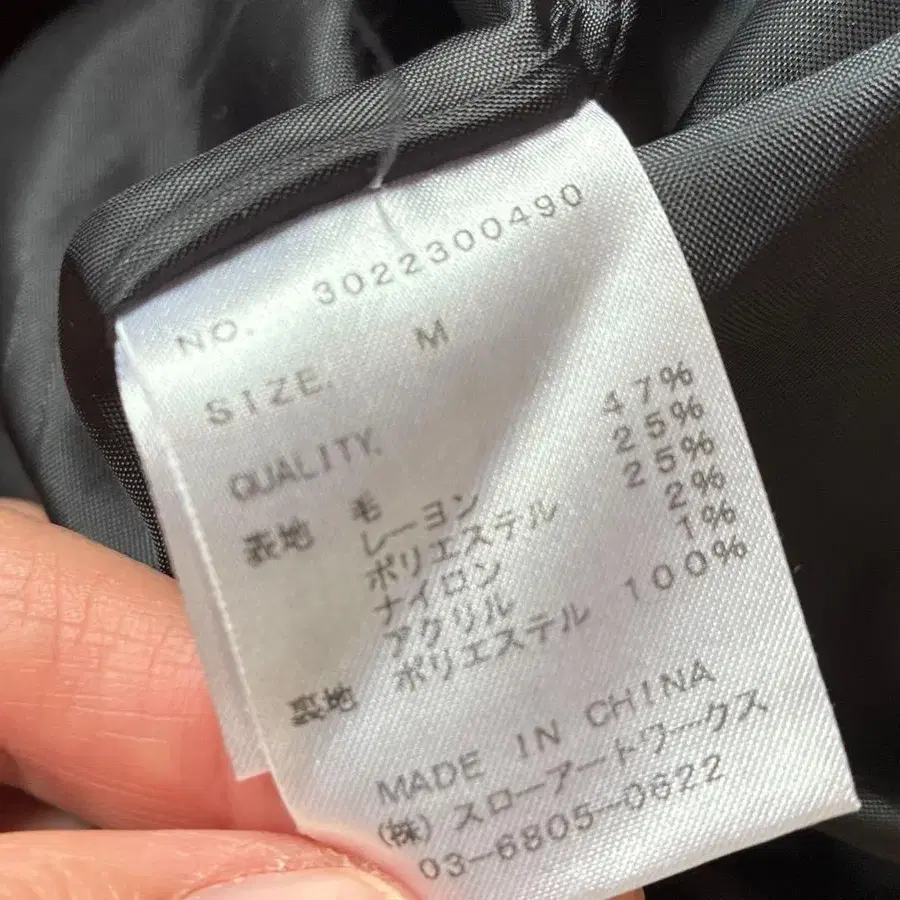 NO. 3022300490
SIZE. M
QUALITY.
表地 毛 47%
レーヨン 25%
ポリエステル 25%
ナイロン 2%
アクリル 1%
裏地 ポリエステル 100%
MADE IN CHINA
(株) スローアートワークス
03-6805-0622